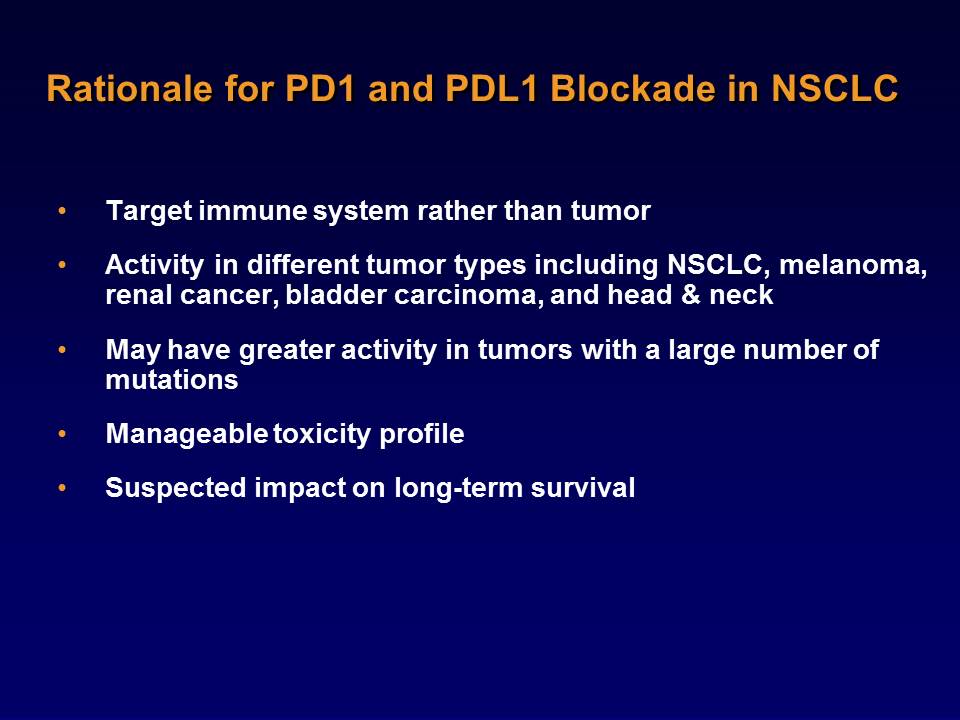 Rationale for PD1 and PDL1 Blockade in NSCLC
• Target immune system rather than tumor
• Activity in different tumor types including NSCLC, melanoma,
renal cancer, bladder carcinoma, and head & neck
• May have greater activity in tumors with a large number of
mutations
• Manageable toxicity profile
• Suspected impact on long-term survival